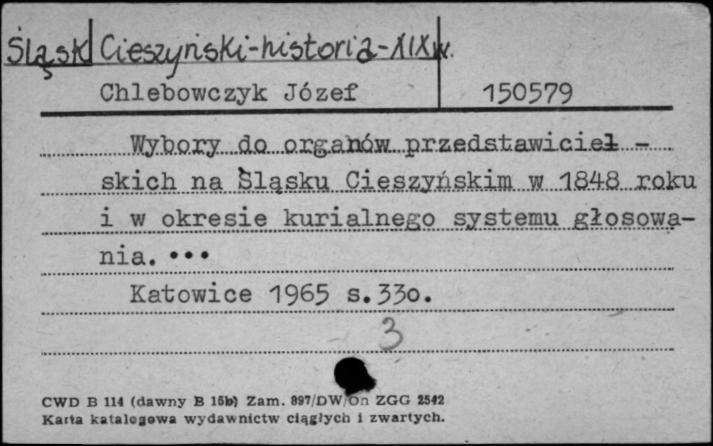 Śląsk Cieszyński-historia-XIXw.
Chlebowczyk Józef 150579
Wybory do organów przedstawiciel -
skich na Śląsku Cieszyńskim w 1848 roku
i w okresie kurialnego systemu głosowa-
nia. •••
Katowice 1965 s.33o.
3
CWD B 114 (dawny B 15b) Zam. 897/DW/On ZGG 2542
Karta katalogowa wydawnictw ciągłych i zwartych.